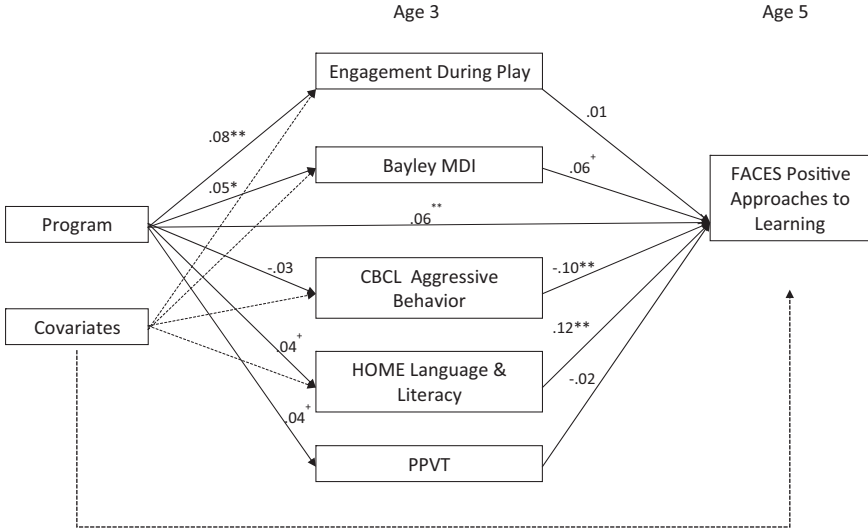 Age 3
Age 5
Engagement During Play
.01
.08**
Bayley MDI
.06+
FACES Positive
Approaches to
Learning
.05*
Program
.06**
-.03
CBCL Aggressive
Behavior
-.10**
Covariates
.04+
.12**
HOME Language &
Literacy
-.02
.04+
PPVT